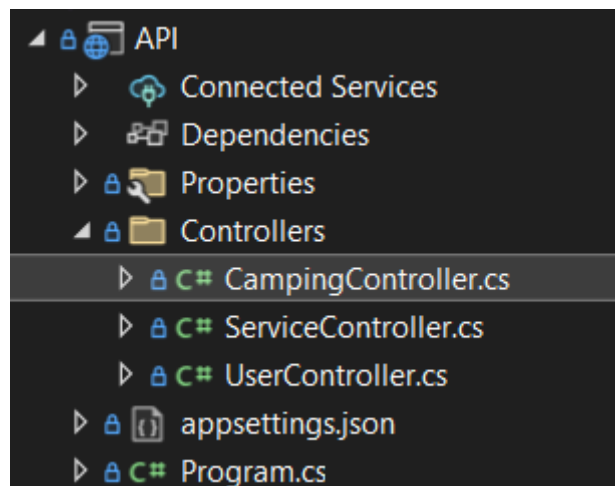 API
Connected Services
Dependencies
Properties
Controllers
C# CampingController.cs
C# ServiceController.cs
C# UserController.cs
appsettings.json
C# Program.cs